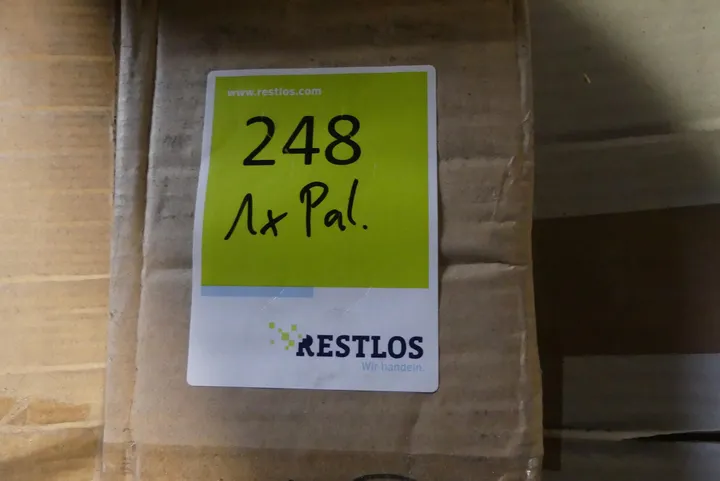 www.restlos.com
248
1x Pal.
RESTLOS
Wir handeln.